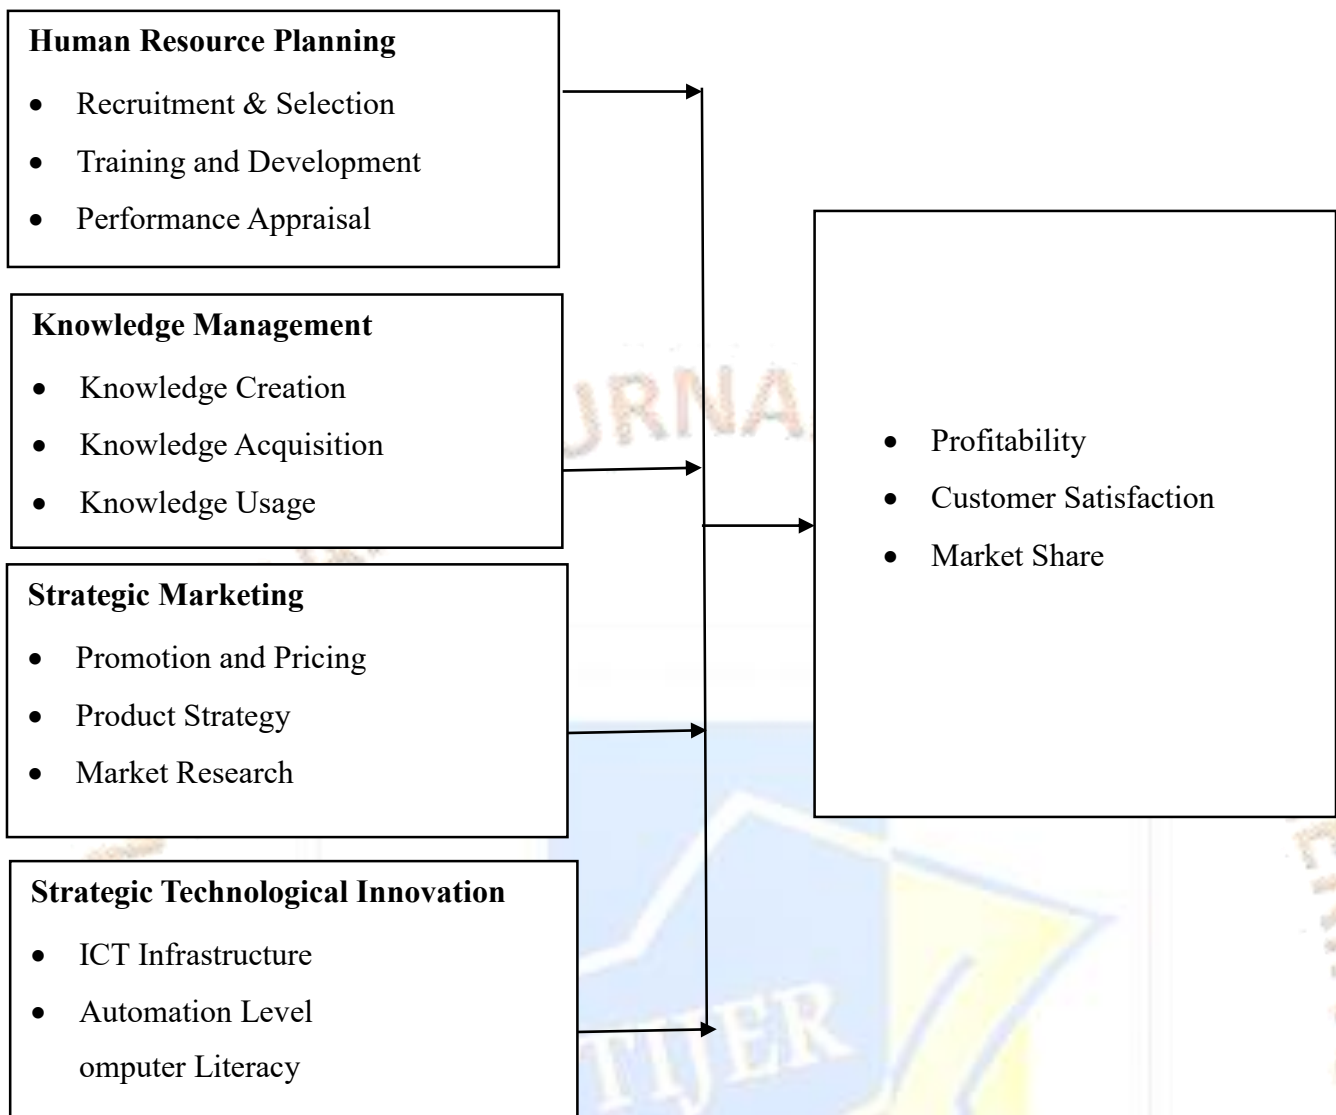 Human Resource Planning
• Recruitment & Selection
• Training and Development
• Performance Appraisal
Knowledge Management
• Knowledge Creation
• Knowledge Acquisition
• Knowledge Usage
Strategic Marketing
• Promotion and Pricing
• Product Strategy
• Market Research
Strategic Technological Innovation
• ICT Infrastructure
• Automation Level
omputer Literacy
• Profitability
• Customer Satisfaction
• Market Share
URNA
TIJER